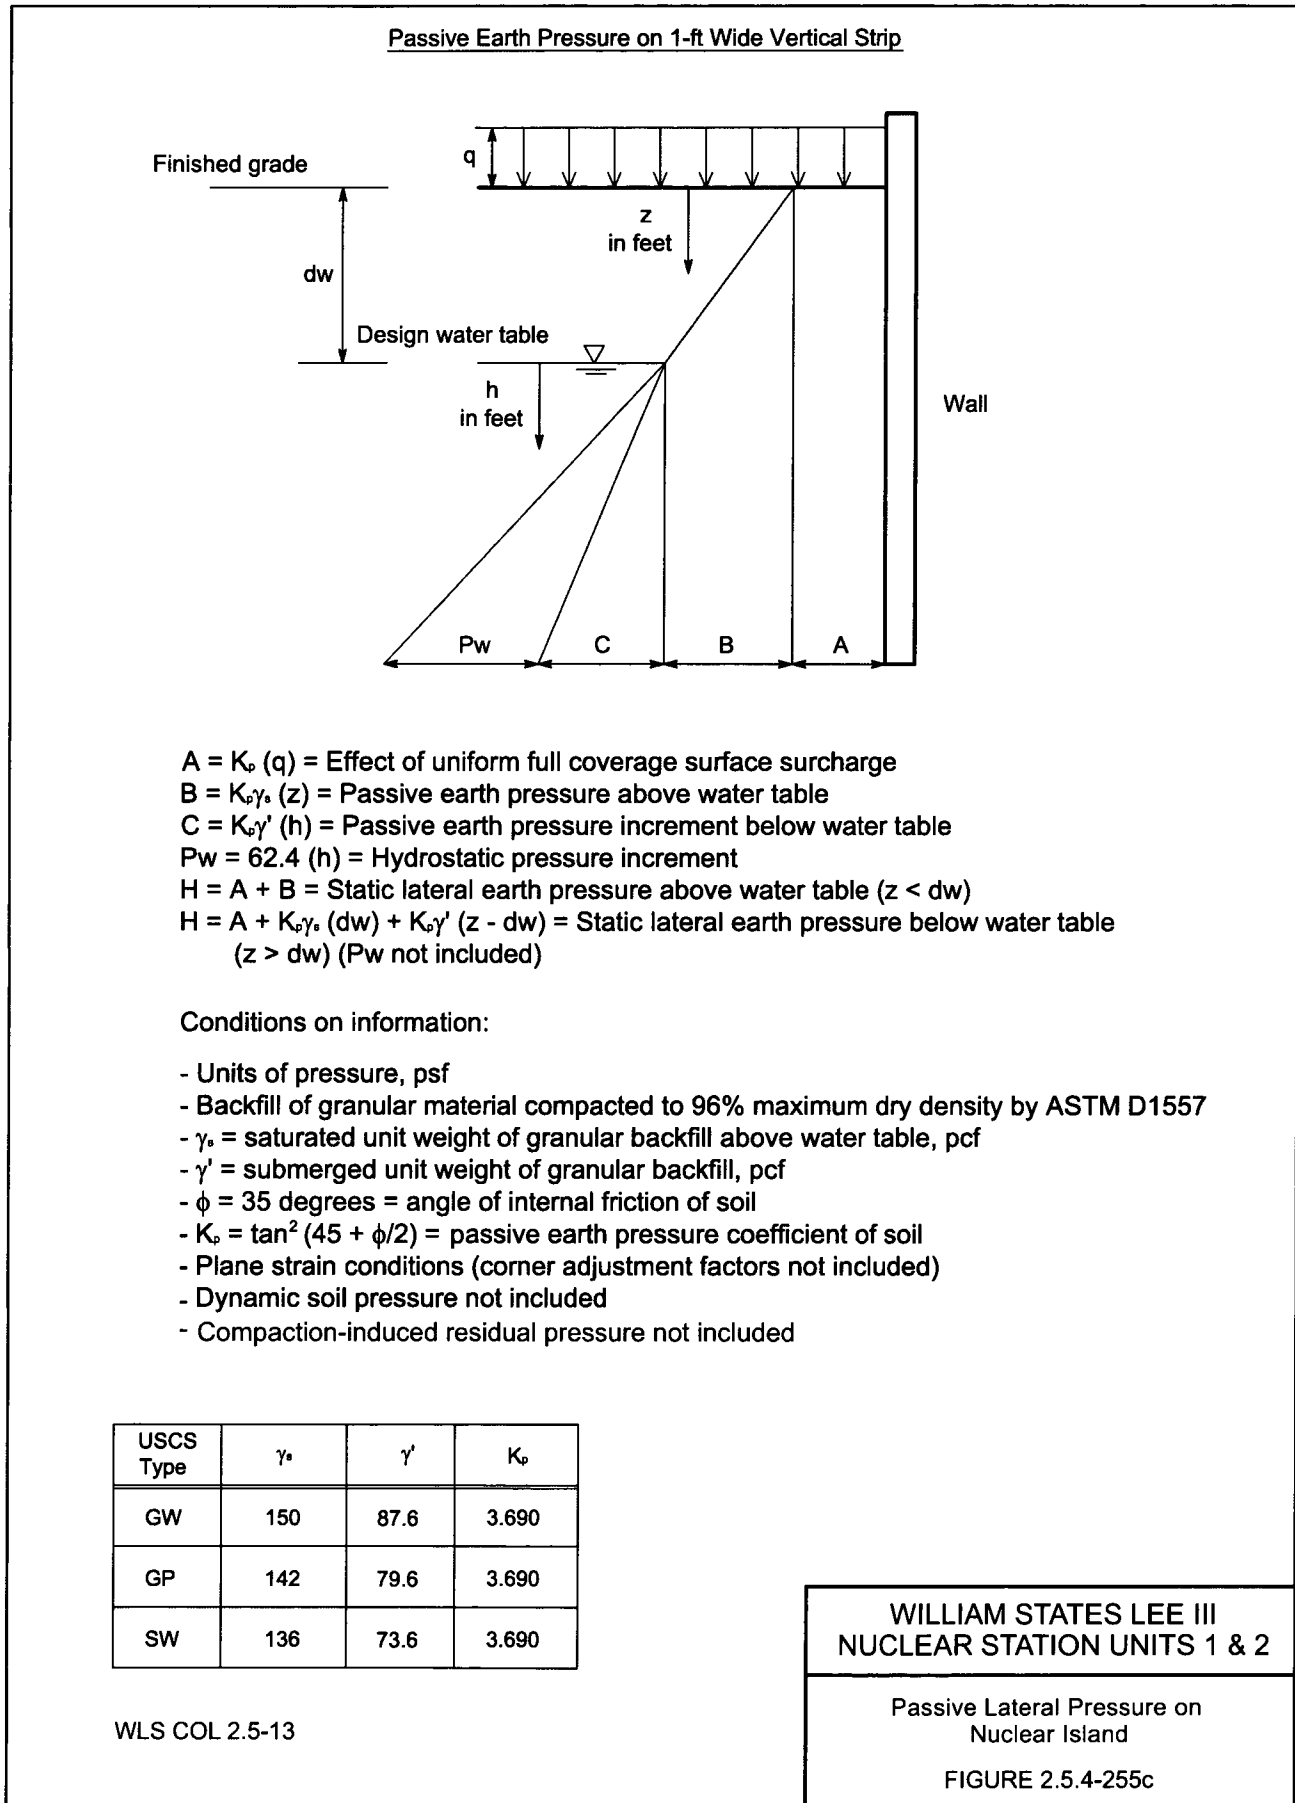 Passive Earth Pressure on 1-ft Wide Vertical Strip
q
Finished grade
z
in feet
dw
Design water table
h
in feet
Wall
Pw
C
B
A
A = Kₚ (q) = Effect of uniform full coverage surface surcharge
B = Kₚγₛ (z) = Passive earth pressure above water table
C = Kₚγ' (h) = Passive earth pressure increment below water table
Pw = 62.4 (h) = Hydrostatic pressure increment
H = A + B = Static lateral earth pressure above water table (z < dw)
H = A + Kₚγₛ (dw) + Kₚγ' (z - dw) = Static lateral earth pressure below water table
(z > dw) (Pw not included)
Conditions on information:
- Units of pressure, psf
- Backfill of granular material compacted to 96% maximum dry density by ASTM D1557
- γₛ = saturated unit weight of granular backfill above water table, pcf
- γ' = submerged unit weight of granular backfill, pcf
- ϕ = 35 degrees = angle of internal friction of soil
- Kₚ = tan² (45 + ϕ/2) = passive earth pressure coefficient of soil
- Plane strain conditions (corner adjustment factors not included)
- Dynamic soil pressure not included
- Compaction-induced residual pressure not included
USCS Type γₛ γ' Kₚ
GW 150 87.6 3.690
GP 142 79.6 3.690
SW 136 73.6 3.690
WLS COL 2.5-13
WILLIAM STATES LEE III
NUCLEAR STATION UNITS 1 & 2
Passive Lateral Pressure on
Nuclear Island
FIGURE 2.5.4-255c